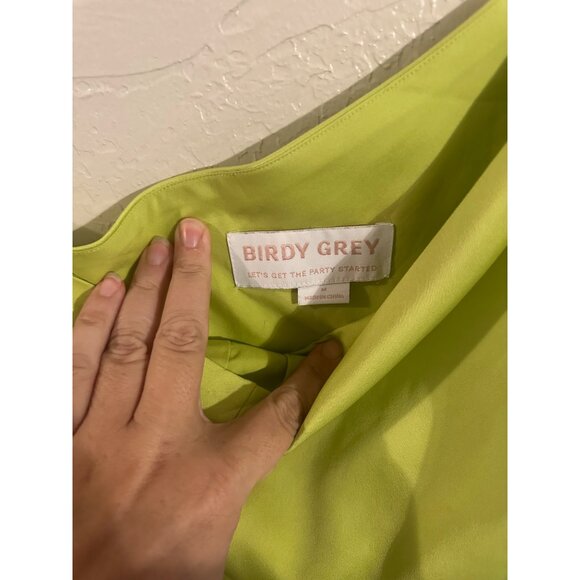 BIRDY GREY
LET'S GET THE PARTY STARTED
M
MADE IN CHINA